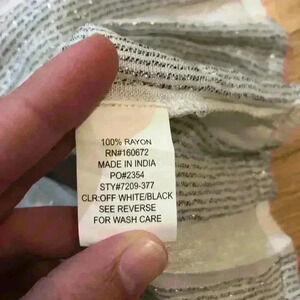 100% RAYON
RN#160672
MADE IN INDIA
PO#2354
STY#7209-377
CLR:OFF WHITE/BLACK
SEE REVERSE
FOR WASH CARE